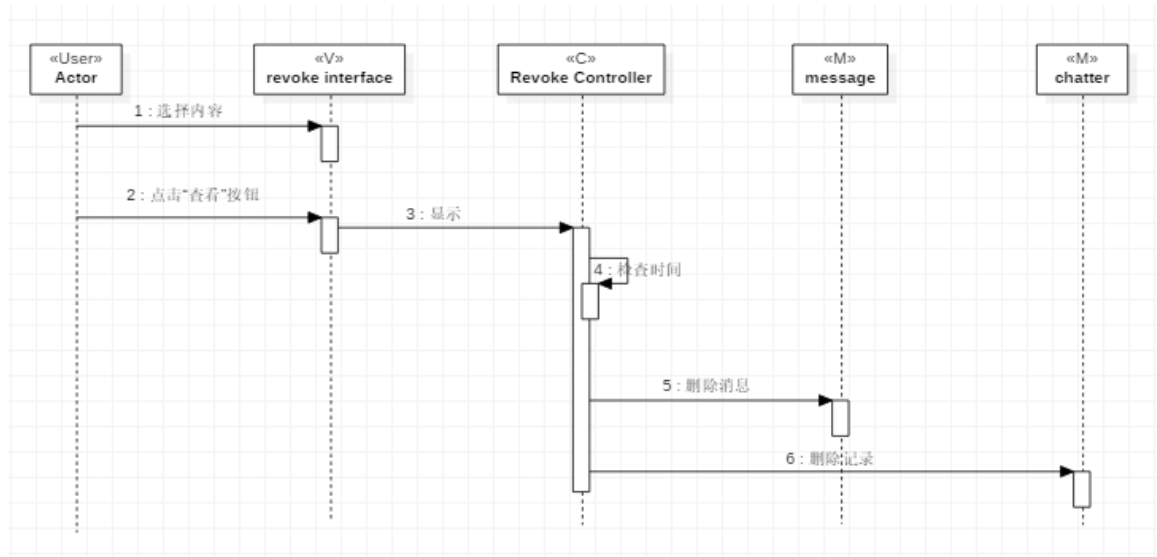 «User»
Actor
«V»
revoke interface
«C»
Revoke Controller
«M»
message
«M»
chatter
1 : 选择内容
2 : 点击“查看”按钮
3 : 显示
4 : 检查时间
5 : 删除消息
6 : 删除记录